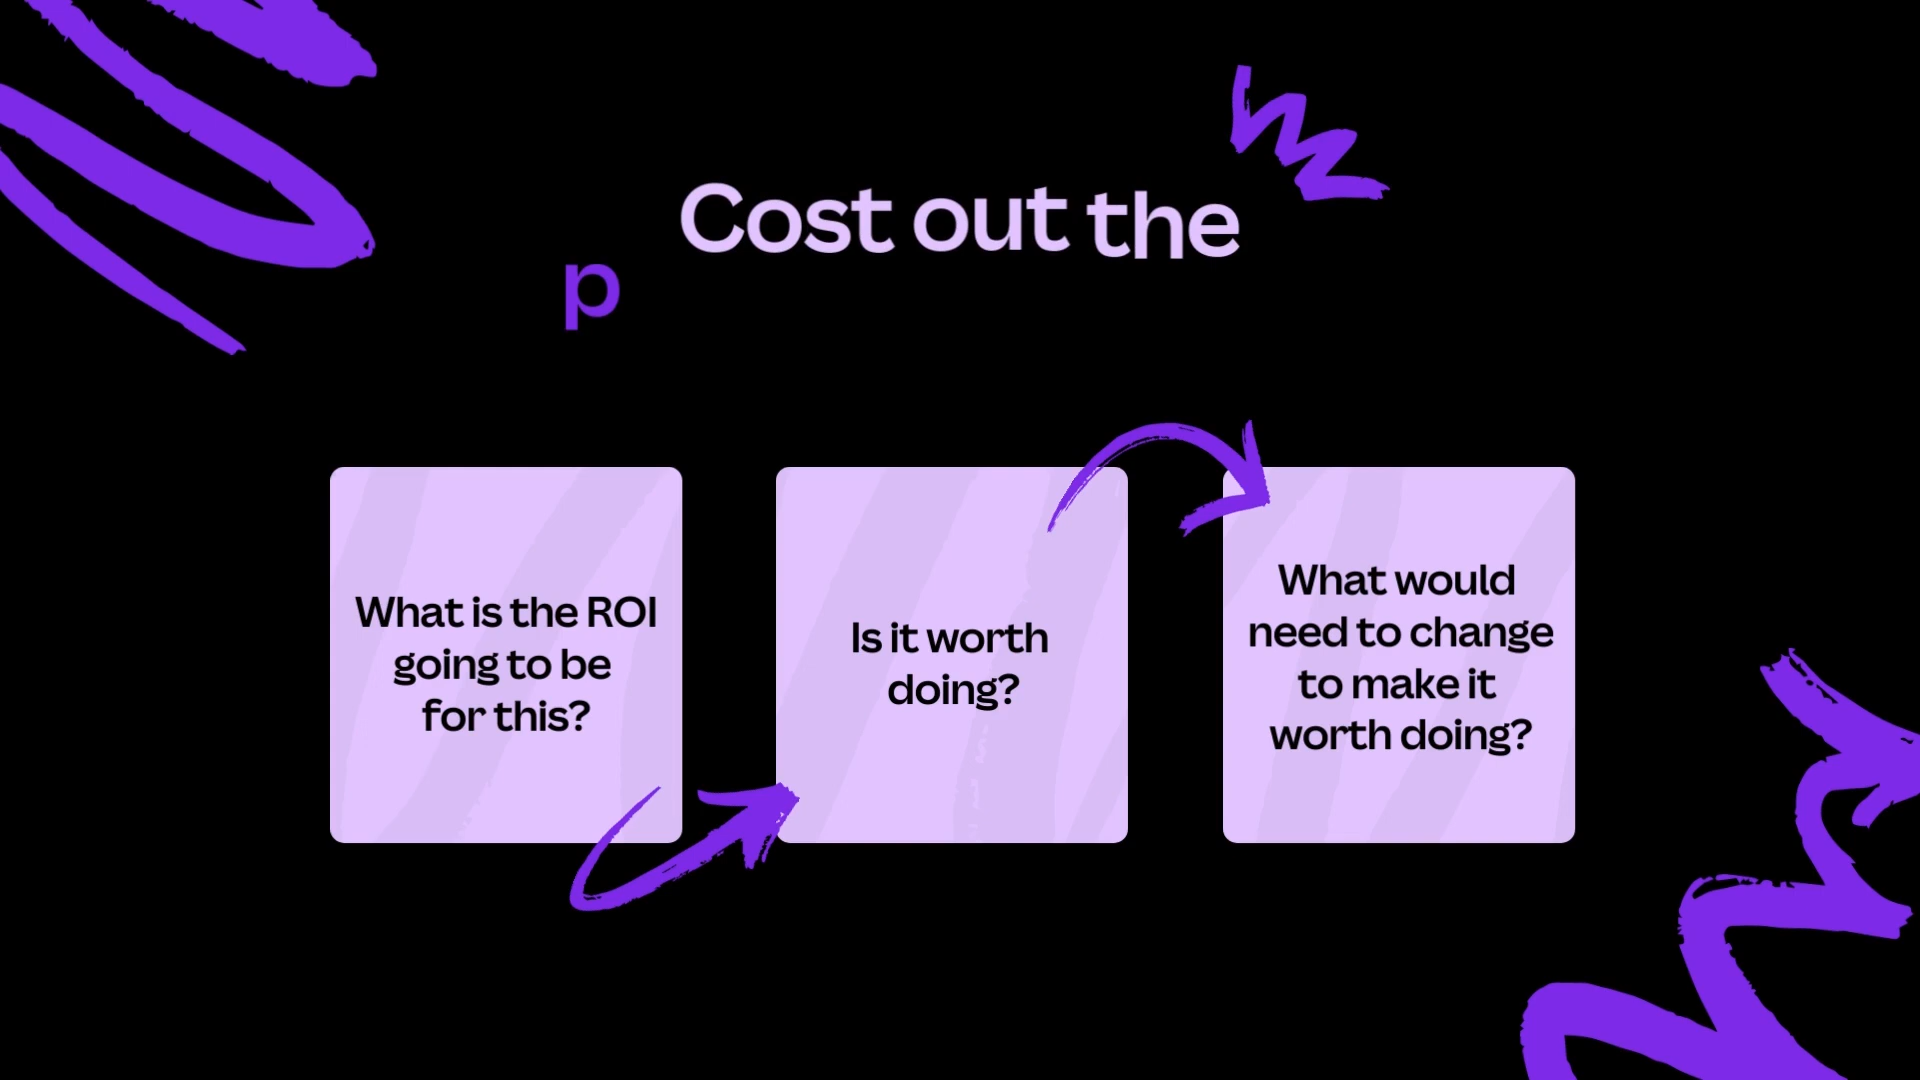 Cost out the
p
What is the ROI
going to be
for this?
Is it worth
doing?
What would
need to change
to make it
worth doing?